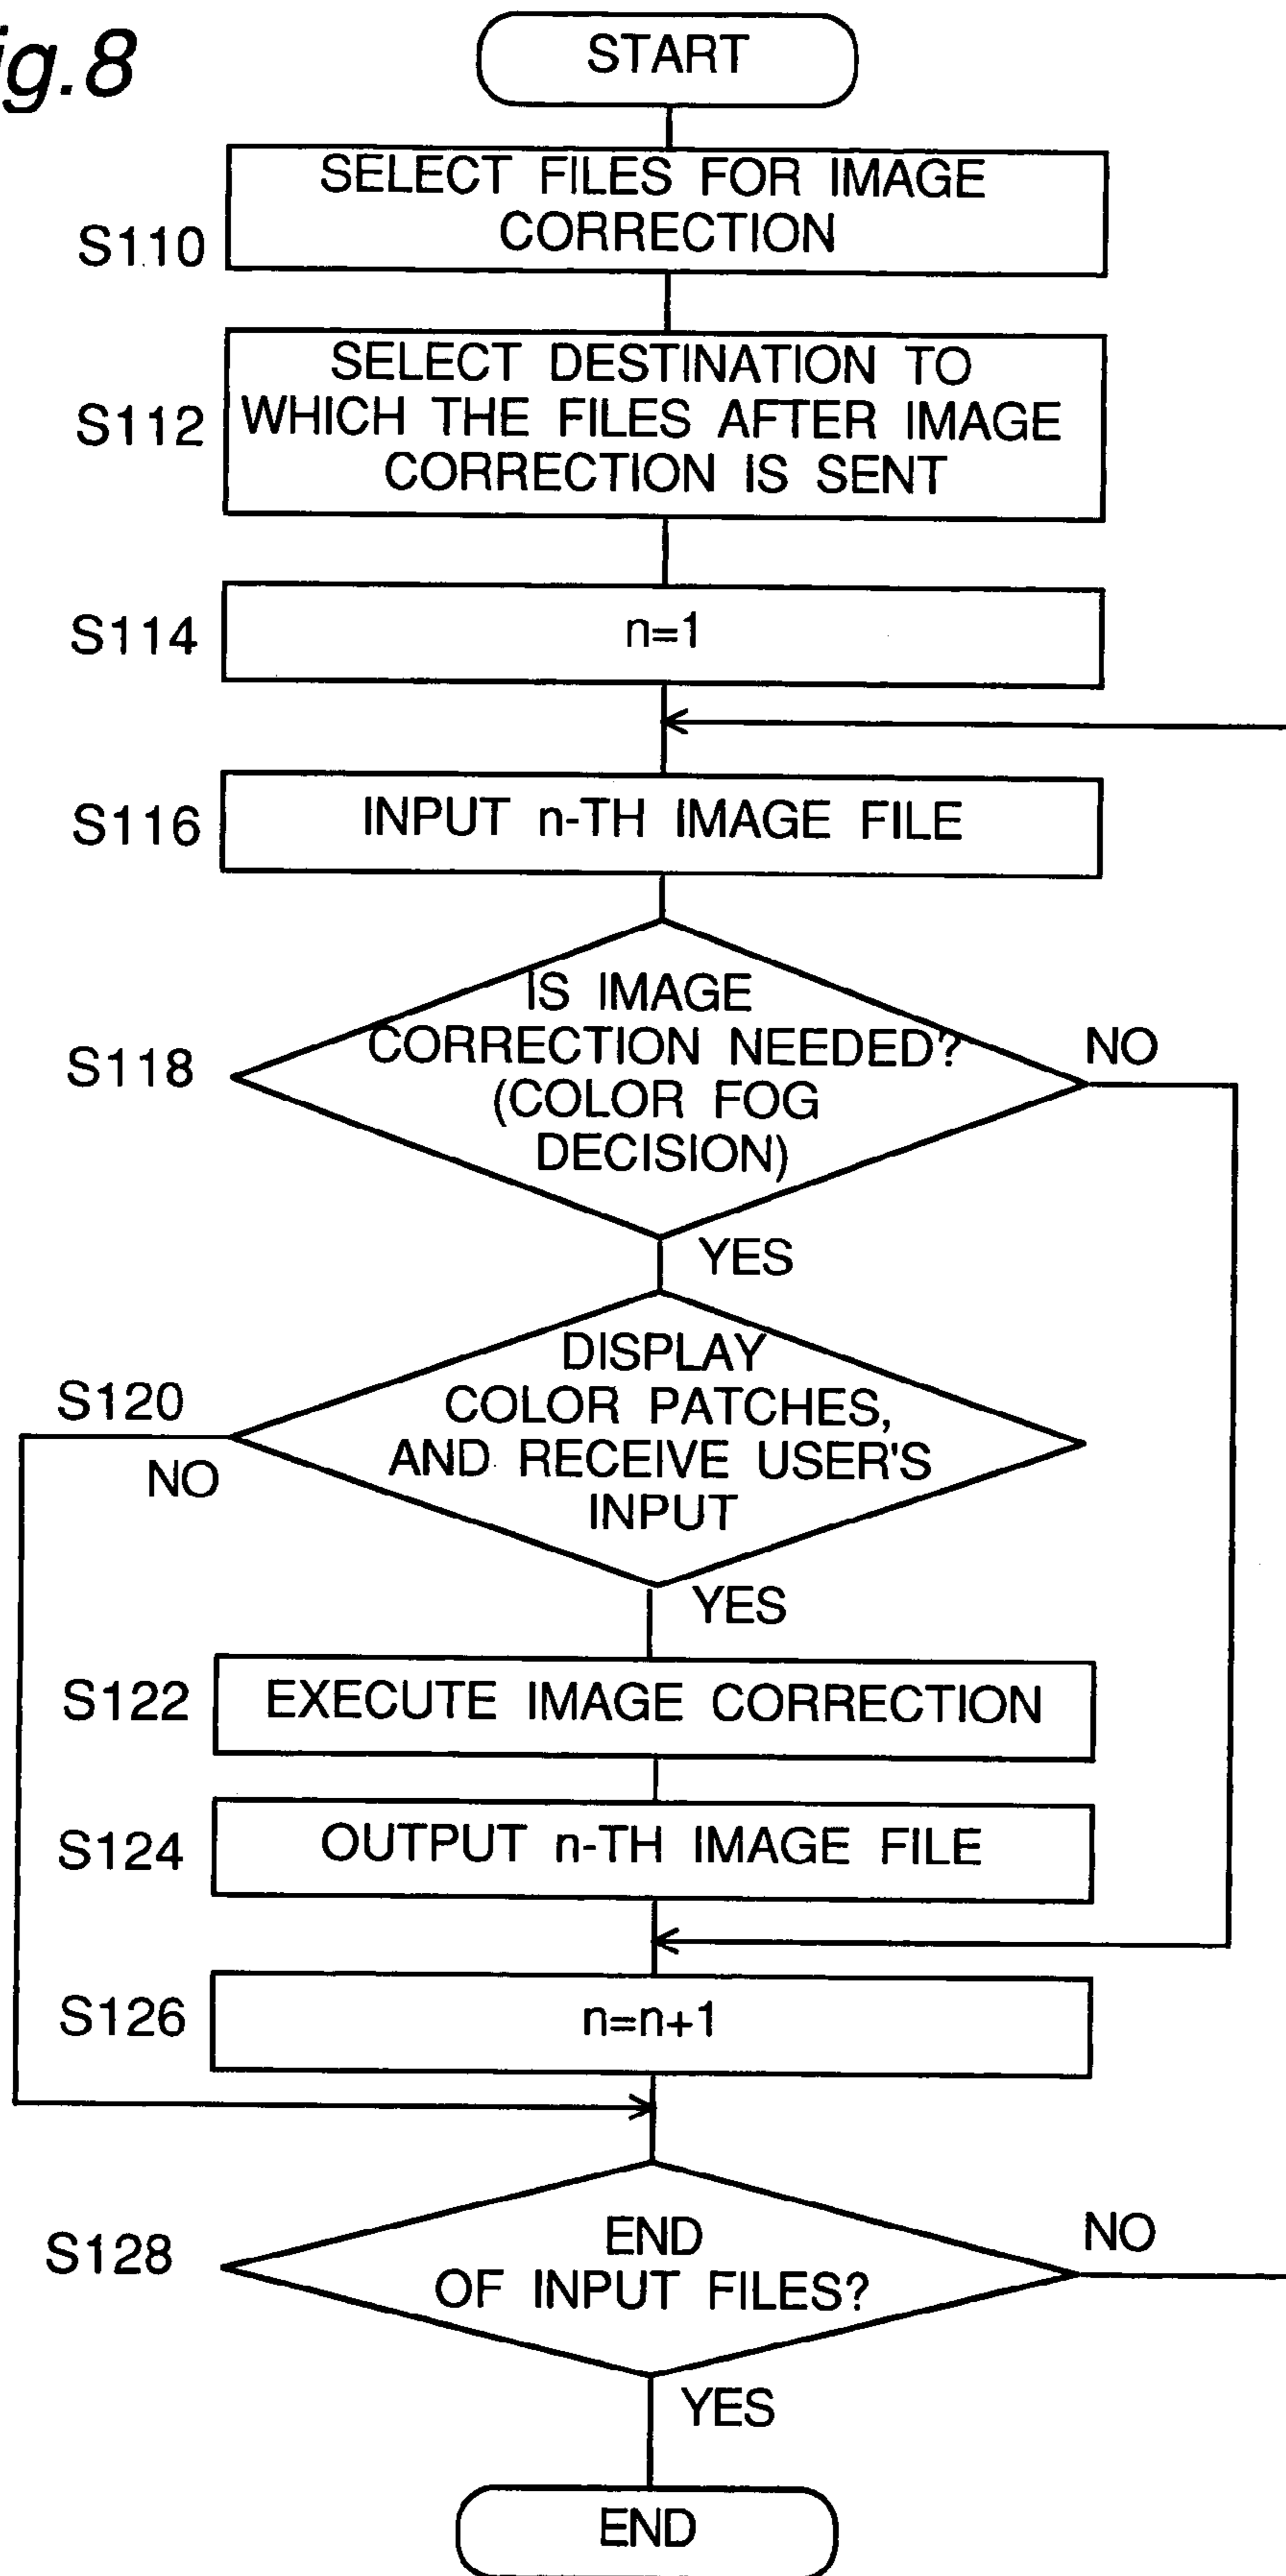 ig.8
START
S110
SELECT FILES FOR IMAGE
CORRECTION
S112
SELECT DESTINATION TO
WHICH THE FILES AFTER IMAGE
CORRECTION IS SENT
S114
n=1
S116
INPUT n-TH IMAGE FILE
S118
IS IMAGE
CORRECTION NEEDED?
(COLOR FOG
DECISION)
NO
YES
S120
NO
DISPLAY
COLOR PATCHES,
AND RECEIVE USER'S
INPUT
YES
S122
EXECUTE IMAGE CORRECTION
S124
OUTPUT n-TH IMAGE FILE
S126
n=n+1
S128
END
OF INPUT FILES?
NO
YES
END